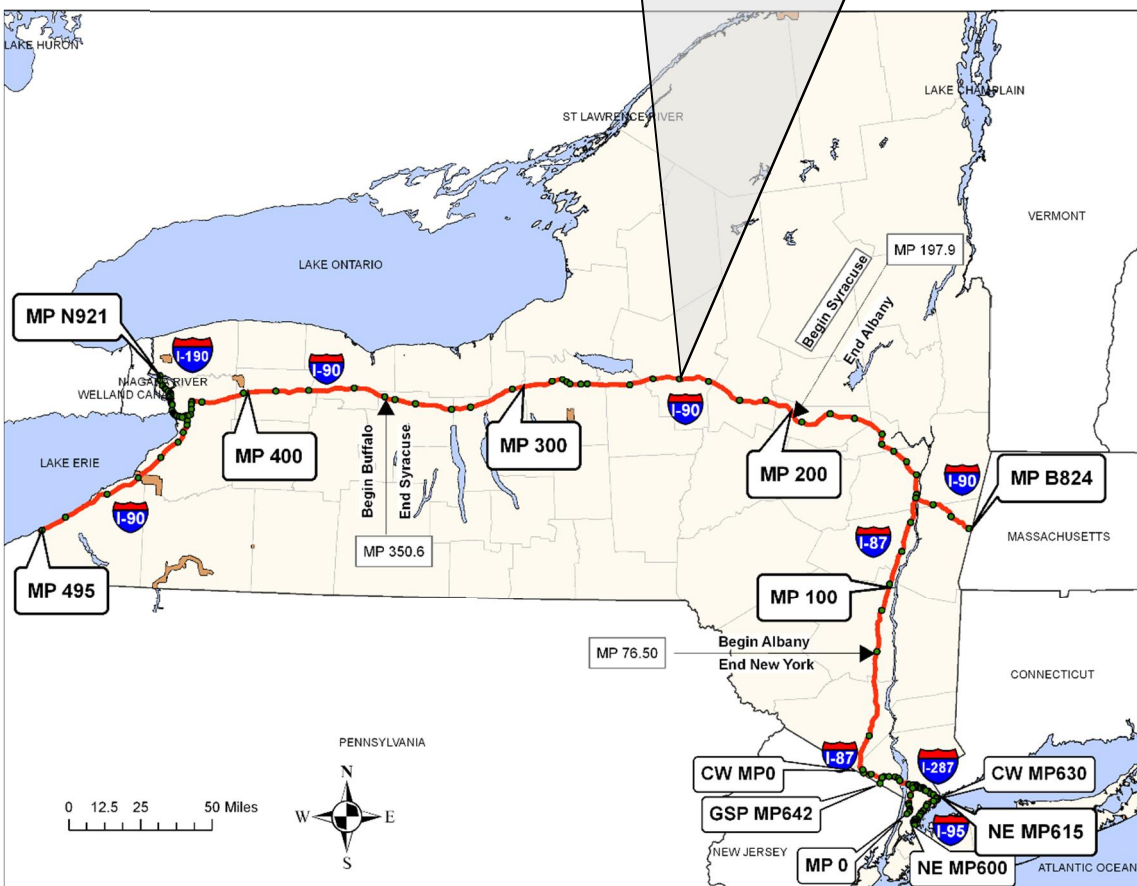 LAKE HURON
ST LAWRENCE RIVER
LAKE CHAMPLAIN
VERMONT
LAKE ONTARIO
MP 197.9
Begin Syracuse
End Albany
MP N921
I-190
I-90
NIAGARA RIVER
WELLAND CANA
I-90
MP 400
MP 300
MP 200
I-90
MP B824
MASSACHUSETTS
LAKE ERIE
I-90
MP 495
Begin Buffalo
End Syracuse
MP 350.6
I-87
MP 100
MP 76.50
Begin Albany
End New York
CONNECTICUT
PENNSYLVANIA
0 12.5 25 50 Miles
N
W E
S
I-87
I-287
CW MP0
CW MP630
GSP MP642
NE MP615
I-95
NEW JERSEY
MP 0
NE MP600
ATLANTIC OCEAN